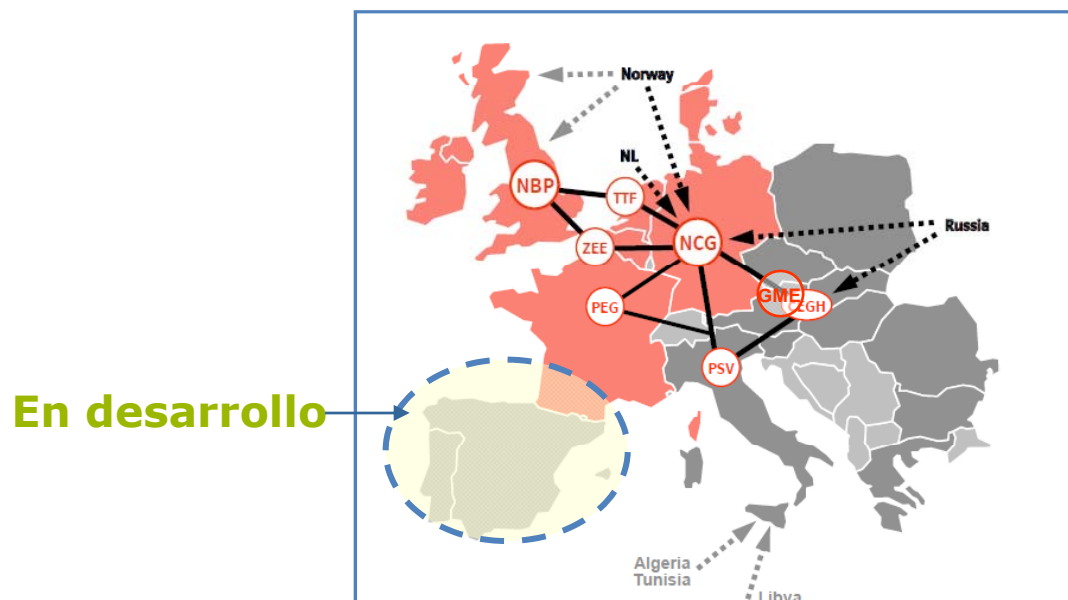 Norway
NL
NBP
TTF
Russia
ZEE
NCG
GME
CEGH
PEG
PSV
En desarrollo
Algeria
Tunisia
Libya